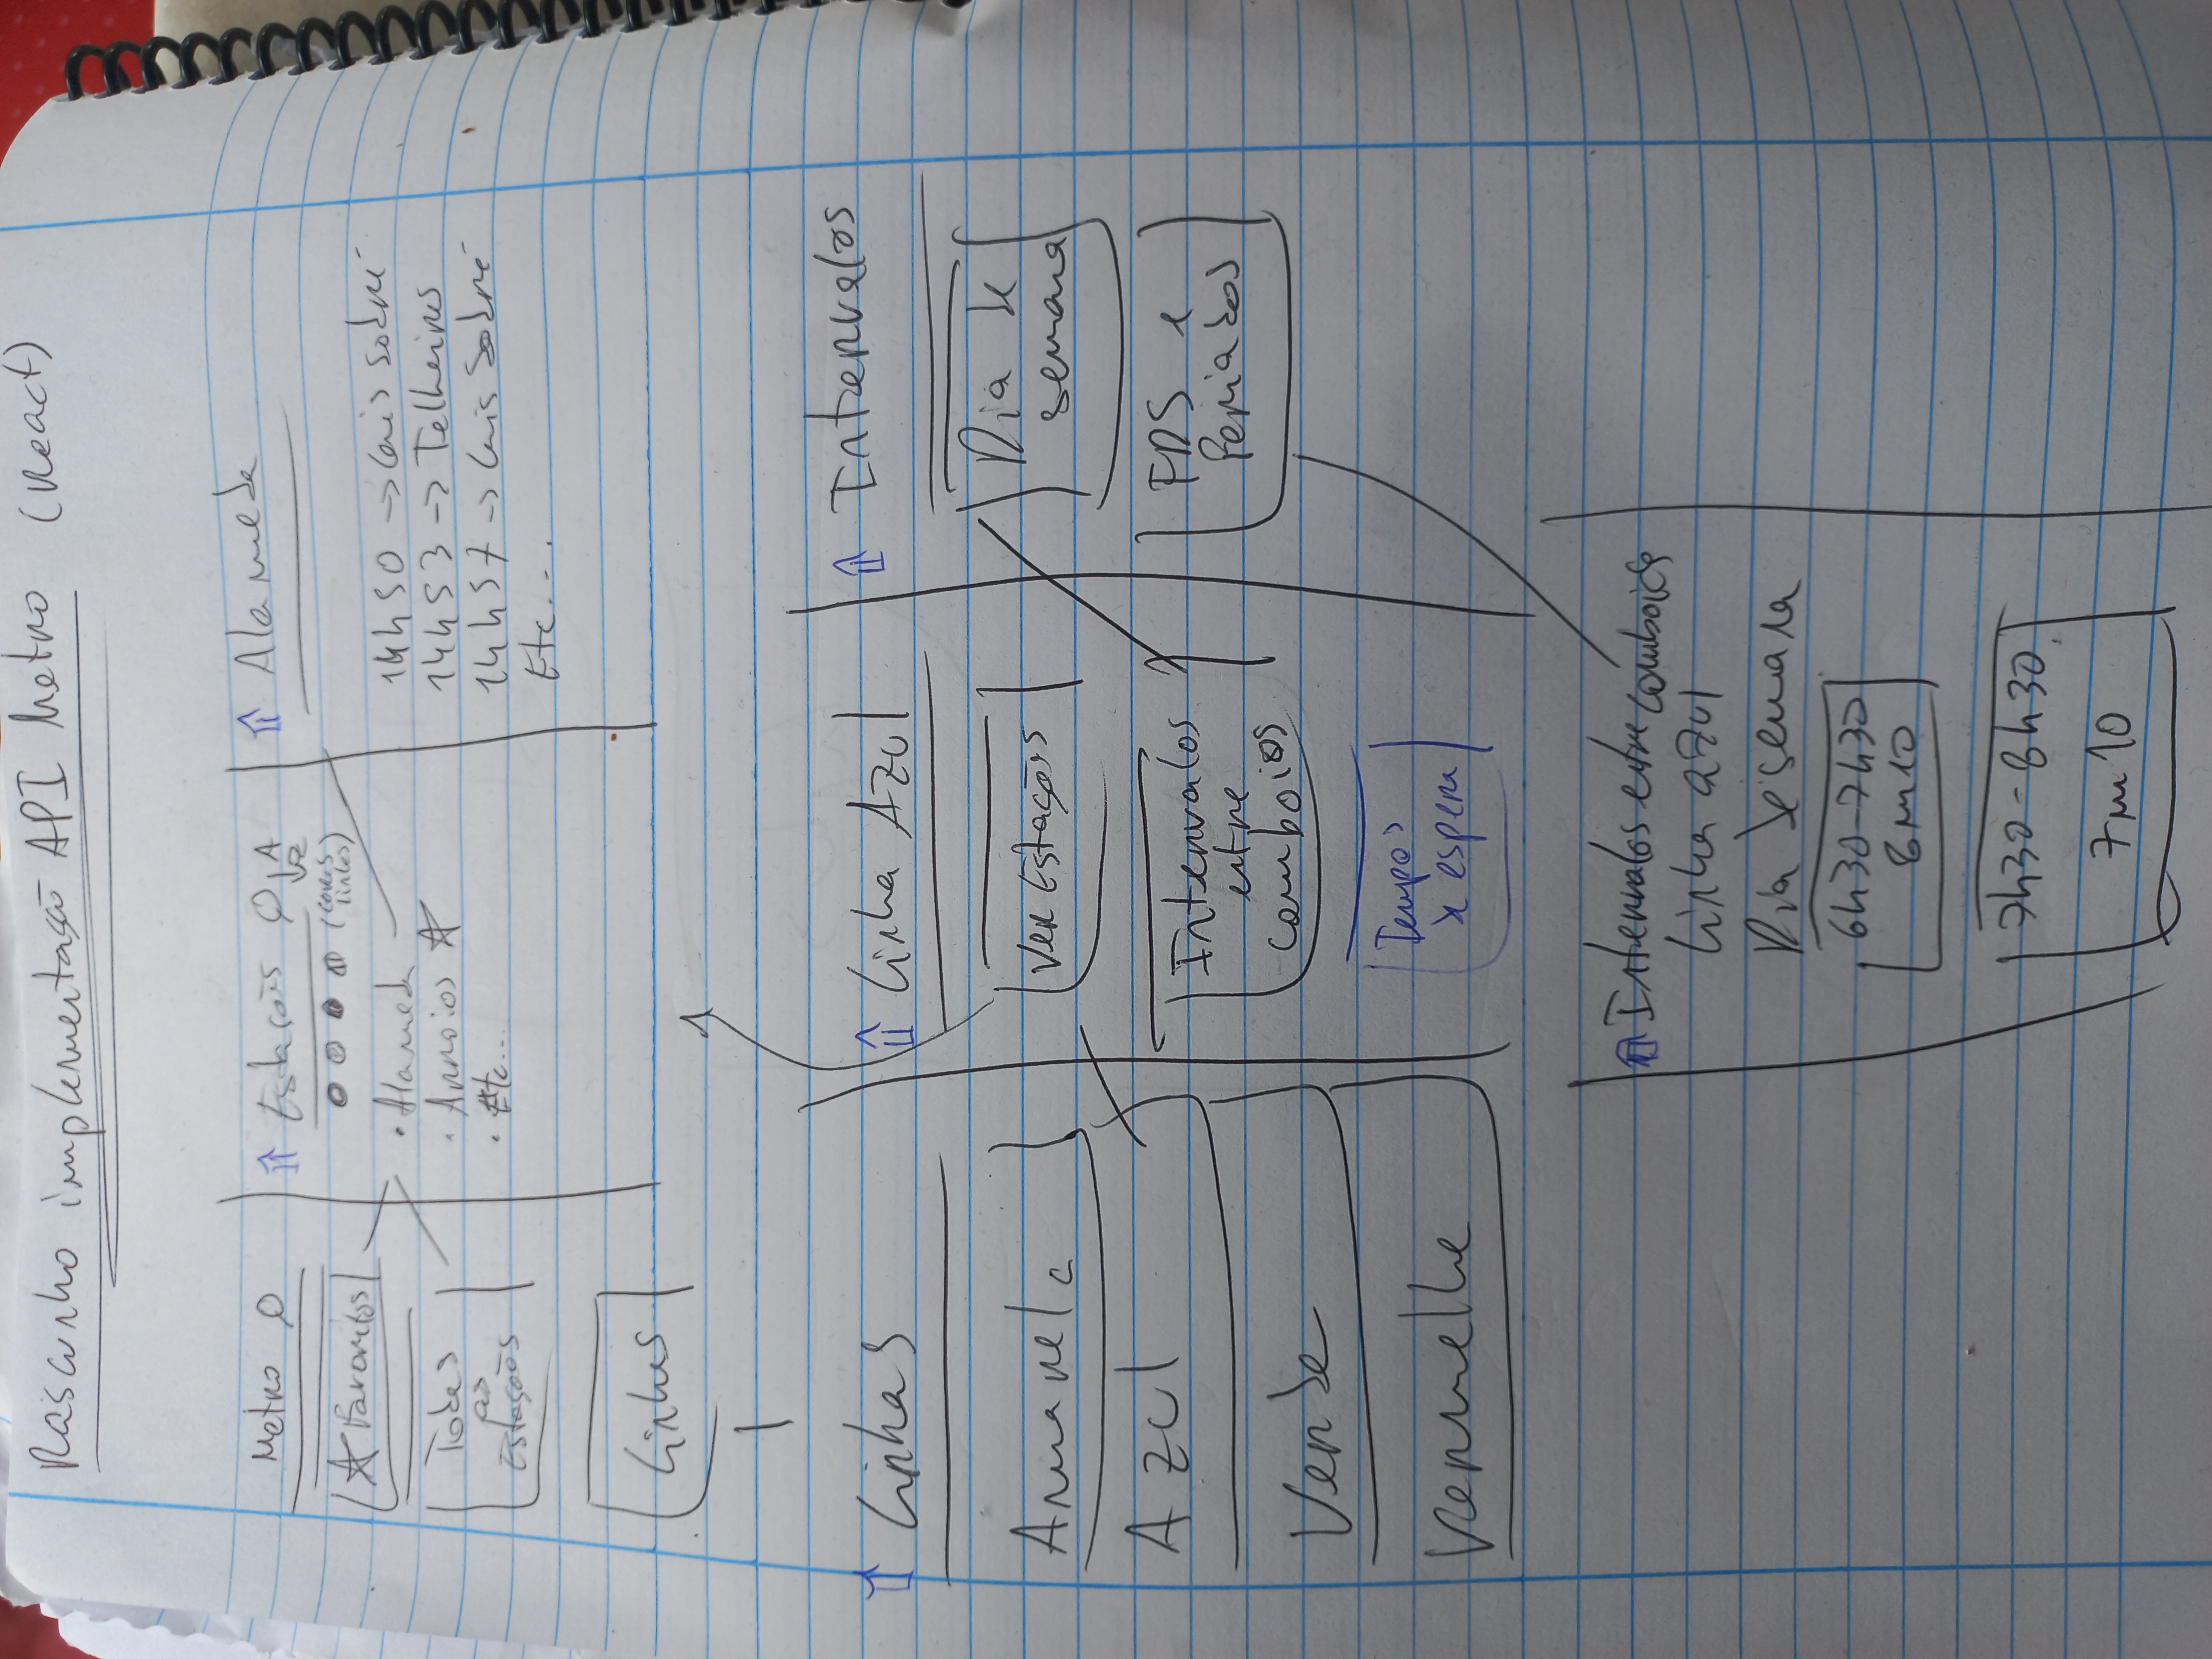 Rascunho implementação API Metro (React)
Metro
Favoritos
Todas
as
Estações
Linhas
Estações A
Z
(cores
linhas)
• Alameda
• Arroios
• Etc...
Alameda
14h50 -> Cais Sodré
14h53 -> Telheiras
14h57 -> Cais Sodré
Etc...
Linhas
Amarela
Azul
Verde
Vermelha
Linha Azul
Ver Estações
Intervalos
entre
comboios
Tempos
de espera
Intervalos
Dia de
semana
FDS e
Feriados
Intervalos entre comboios
Linha azul
Dia de semana
6h30-7h30
8m10
7h30-8h30
7m10